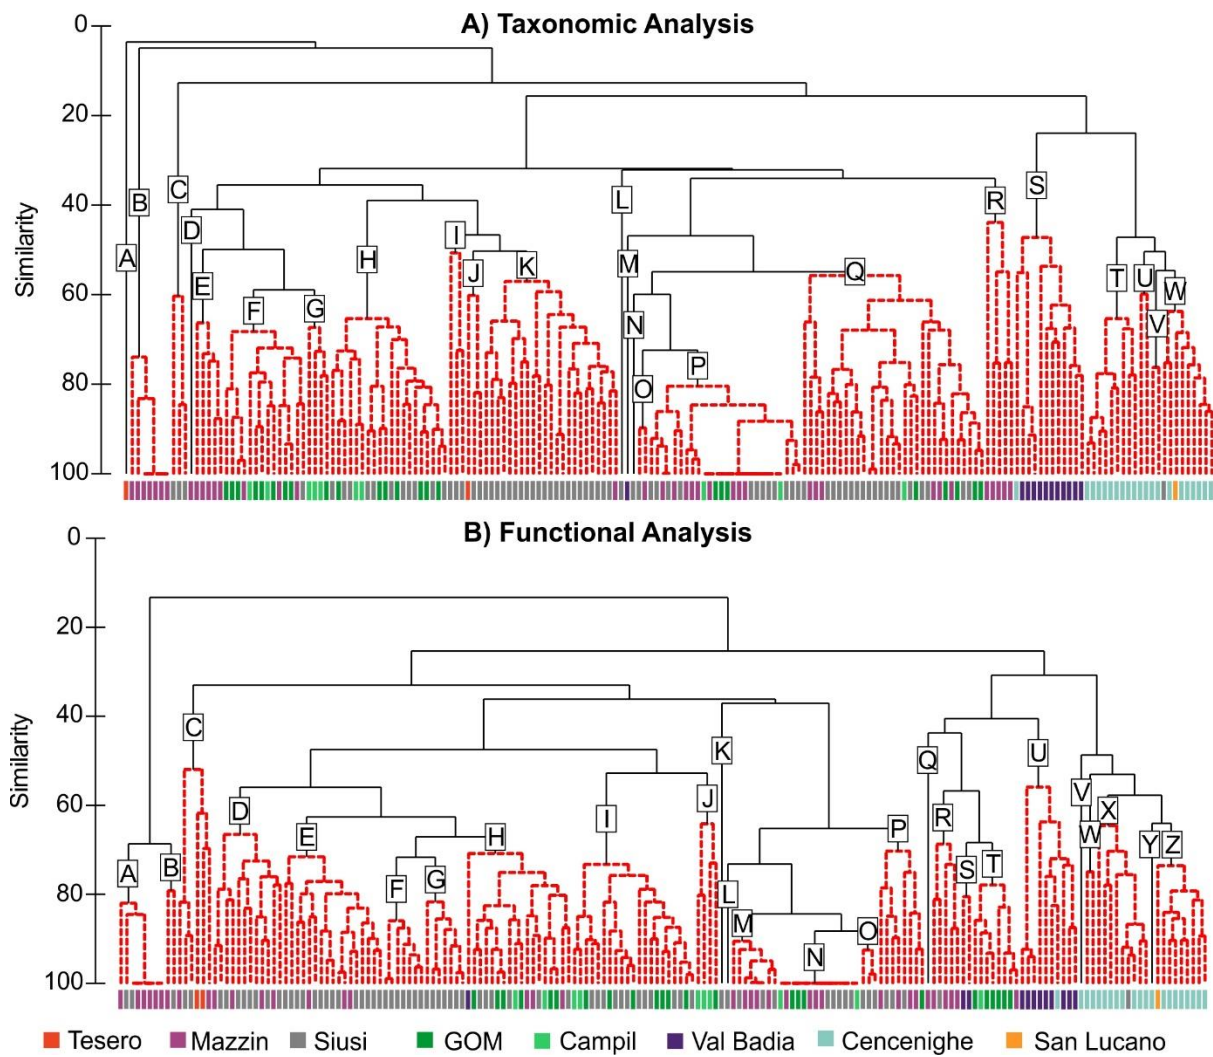 A) Taxonomic Analysis
Similarity
0
20
40
60
80
100
A
B
C
D
E
F
G
H
I
J
K
L
M
N
O
P
Q
R
S
T
U
V
W
B) Functional Analysis
Similarity
0
20
40
60
80
100
A
B
C
D
E
F
G
H
I
J
K
L
M
N
O
P
Q
R
S
T
U
V
W
X
Y
Z
Tesero Mazzin Siusi GOM Campil Val Badia Cencenighe San Lucano